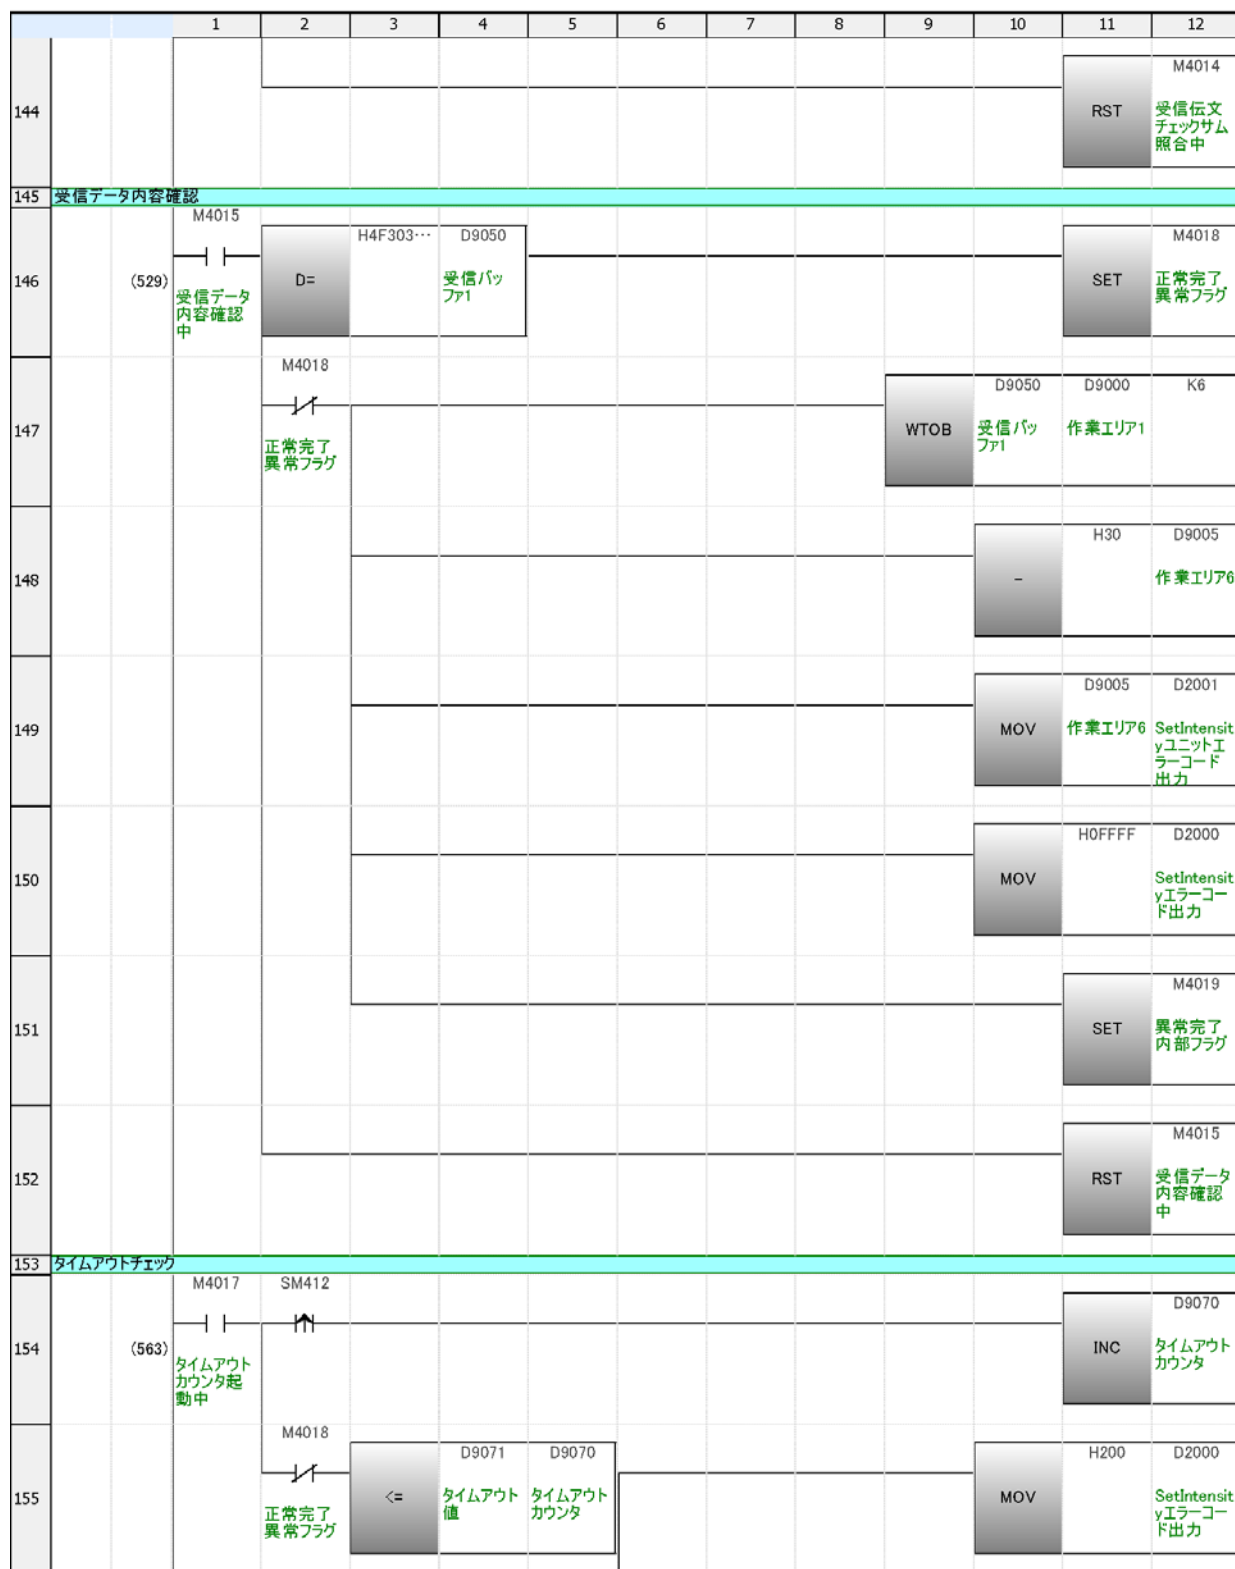 1 2 3 4 5 6 7 8 9 10 11 12
144
RST
M4014
受信伝文
チェックサム
照合中
145 受信データ内容確認
146
(529)
M4015
受信データ
内容確認
中
D=
H4F303…
D9050
受信バッ
ファ1
SET
M4018
正常完了
異常フラグ
147
M4018
正常完了
異常フラグ
WTOB
D9050
受信バッ
ファ1
D9000
作業エリア1
K6
148
-
H30
D9005
作業エリア6
149
MOV
D9005
作業エリア6
D2001
SetIntensit
yユニットエ
ラーコード
出力
150
MOV
H0FFFF
D2000
SetIntensit
yエラーコー
ド出力
151
SET
M4019
異常完了
内部フラグ
152
RST
M4015
受信データ
内容確認
中
153 タイムアウトチェック
154
(563)
M4017
タイムアウト
カウンタ起
動中
SM412
INC
D9070
タイムアウト
カウンタ
155
M4018
正常完了
異常フラグ
<=
D9071
タイムアウト
値
D9070
タイムアウト
カウンタ
MOV
H200
D2000
SetIntensit
yエラーコー
ド出力